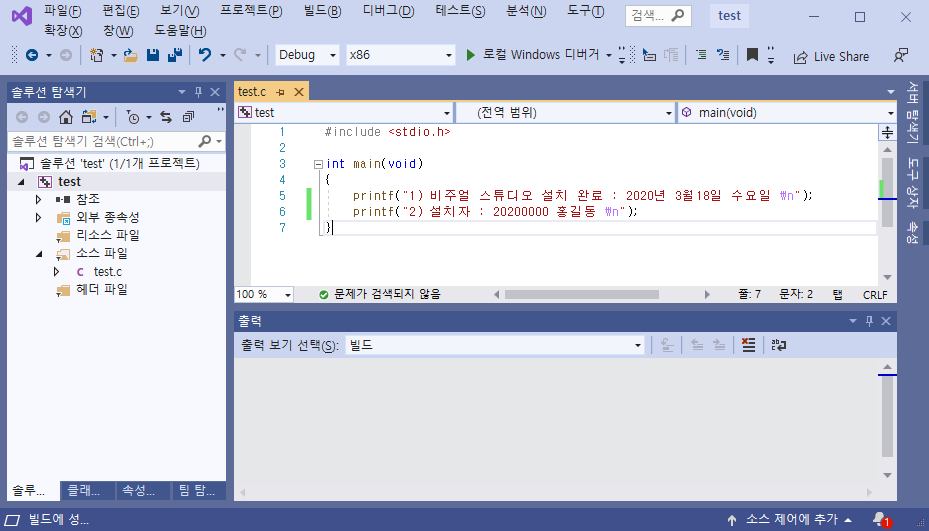 파일(F) 편집(E) 보기(V) 프로젝트(P) 빌드(B) 디버그(D) 테스트(S) 분석(N) 도구(T) 검색... test
확장(X) 창(W) 도움말(H)
Debug x86 로컬 Windows 디버거 Live Share
솔루션 탐색기
솔루션 탐색기 검색(Ctrl+;)
솔루션 'test' (1/1개 프로젝트)
test
참조
외부 종속성
리소스 파일
소스 파일
C test.c
헤더 파일
솔루... 클래... 속성... 팀 탐...
test.c
test (전역 범위) main(void)
1 #include <stdio.h>
2
3 int main(void)
4 {
5 printf("1) 비주얼 스튜디오 설치 완료 : 2020년 3월18일 수요일 ₩n");
6 printf("2) 설치자 : 20200000 홍길동 ₩n");
7 }
100 % 문제가 검색되지 않음 줄: 7 문자: 2 탭 CRLF
출력
출력 보기 선택(S): 빌드
서버 탐색기
도구 상자
속성
빌드에 성... 소스 제어에 추가 1